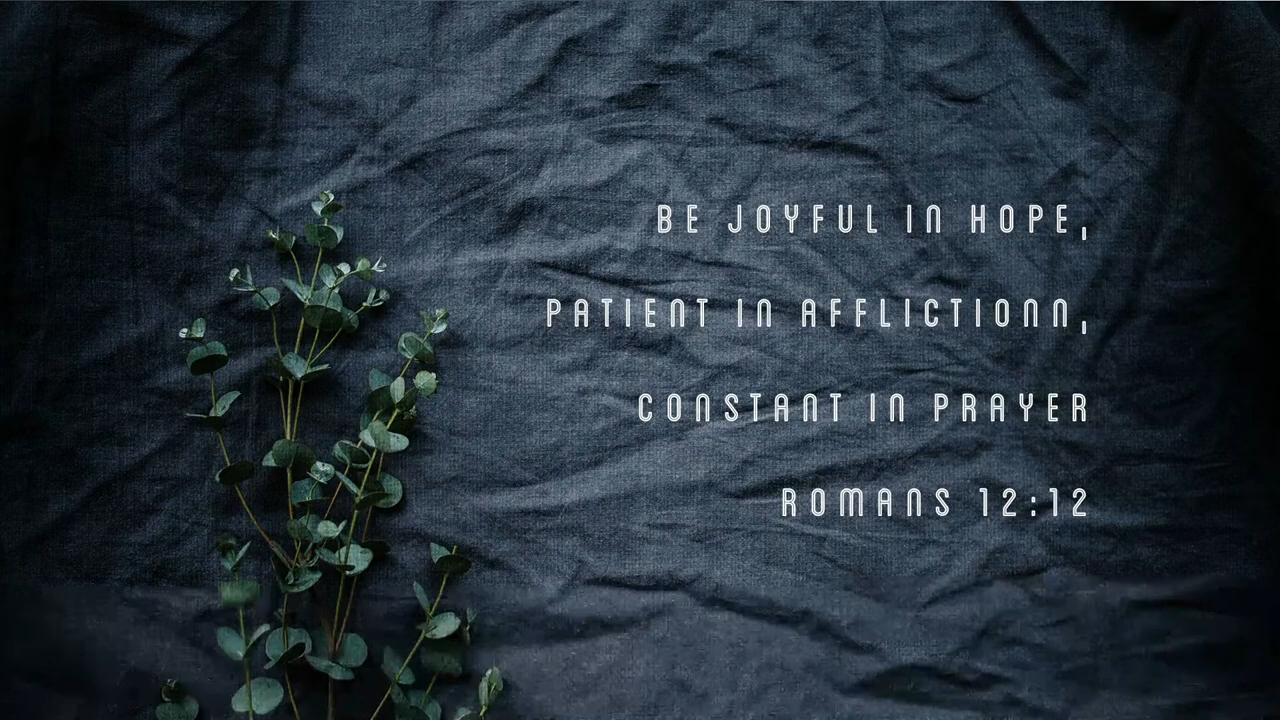 BE JOYFUL IN HOPE,
PATIENT IN AFFLICTIONN,
CONSTANT IN PRAYER
ROMANS 12:12